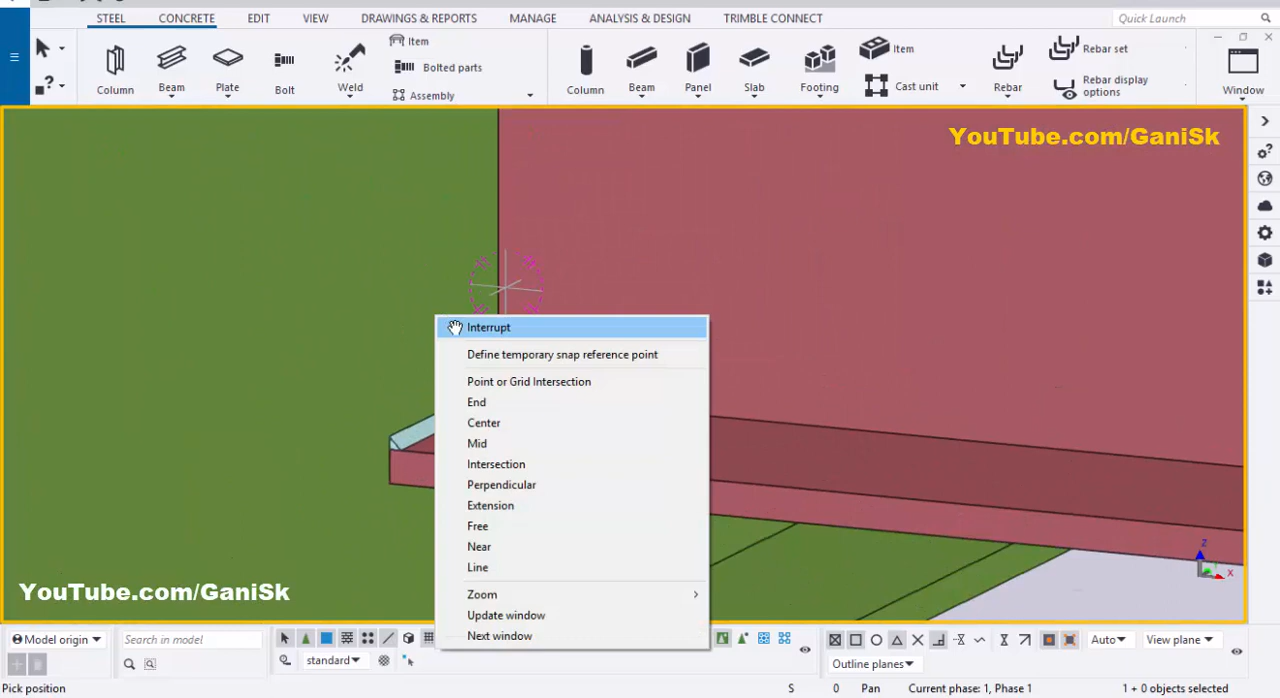 STEEL CONCRETE EDIT VIEW DRAWINGS & REPORTS MANAGE ANALYSIS & DESIGN TRIMBLE CONNECT Quick Launch
Column Beam Plate Bolt Weld
Item
Bolted parts
Assembly
Column Beam Panel Slab Footing
Item
Cast unit
Rebar
Rebar set
Rebar display
options
Window
YouTube.com/GaniSk
Interrupt
Define temporary snap reference point
Point or Grid Intersection
End
Center
Mid
Intersection
Perpendicular
Extension
Free
Near
Line
Zoom
Update window
Next window
z
x
YouTube.com/GaniSk
Model origin Search in model
standard
Auto View plane
Outline planes
Pick position S 0 Pan Current phase: 1, Phase 1 1 + 0 objects selected